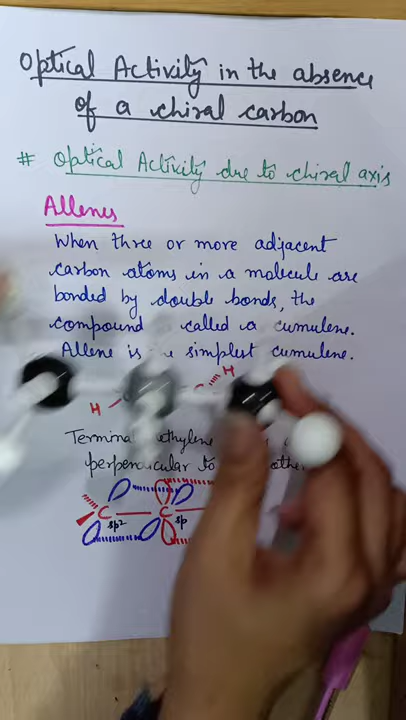 Optical Activity in the absence
of a chiral carbon
# Optical Activity due to chiral axis
Allenes
When three or more adjacent
carbon atoms in a molecule are
bonded by double bonds, the
compound called a cumulene.
Allene is simplest cumulene.
H
C
H
perpendicular to
C C
sp² sp